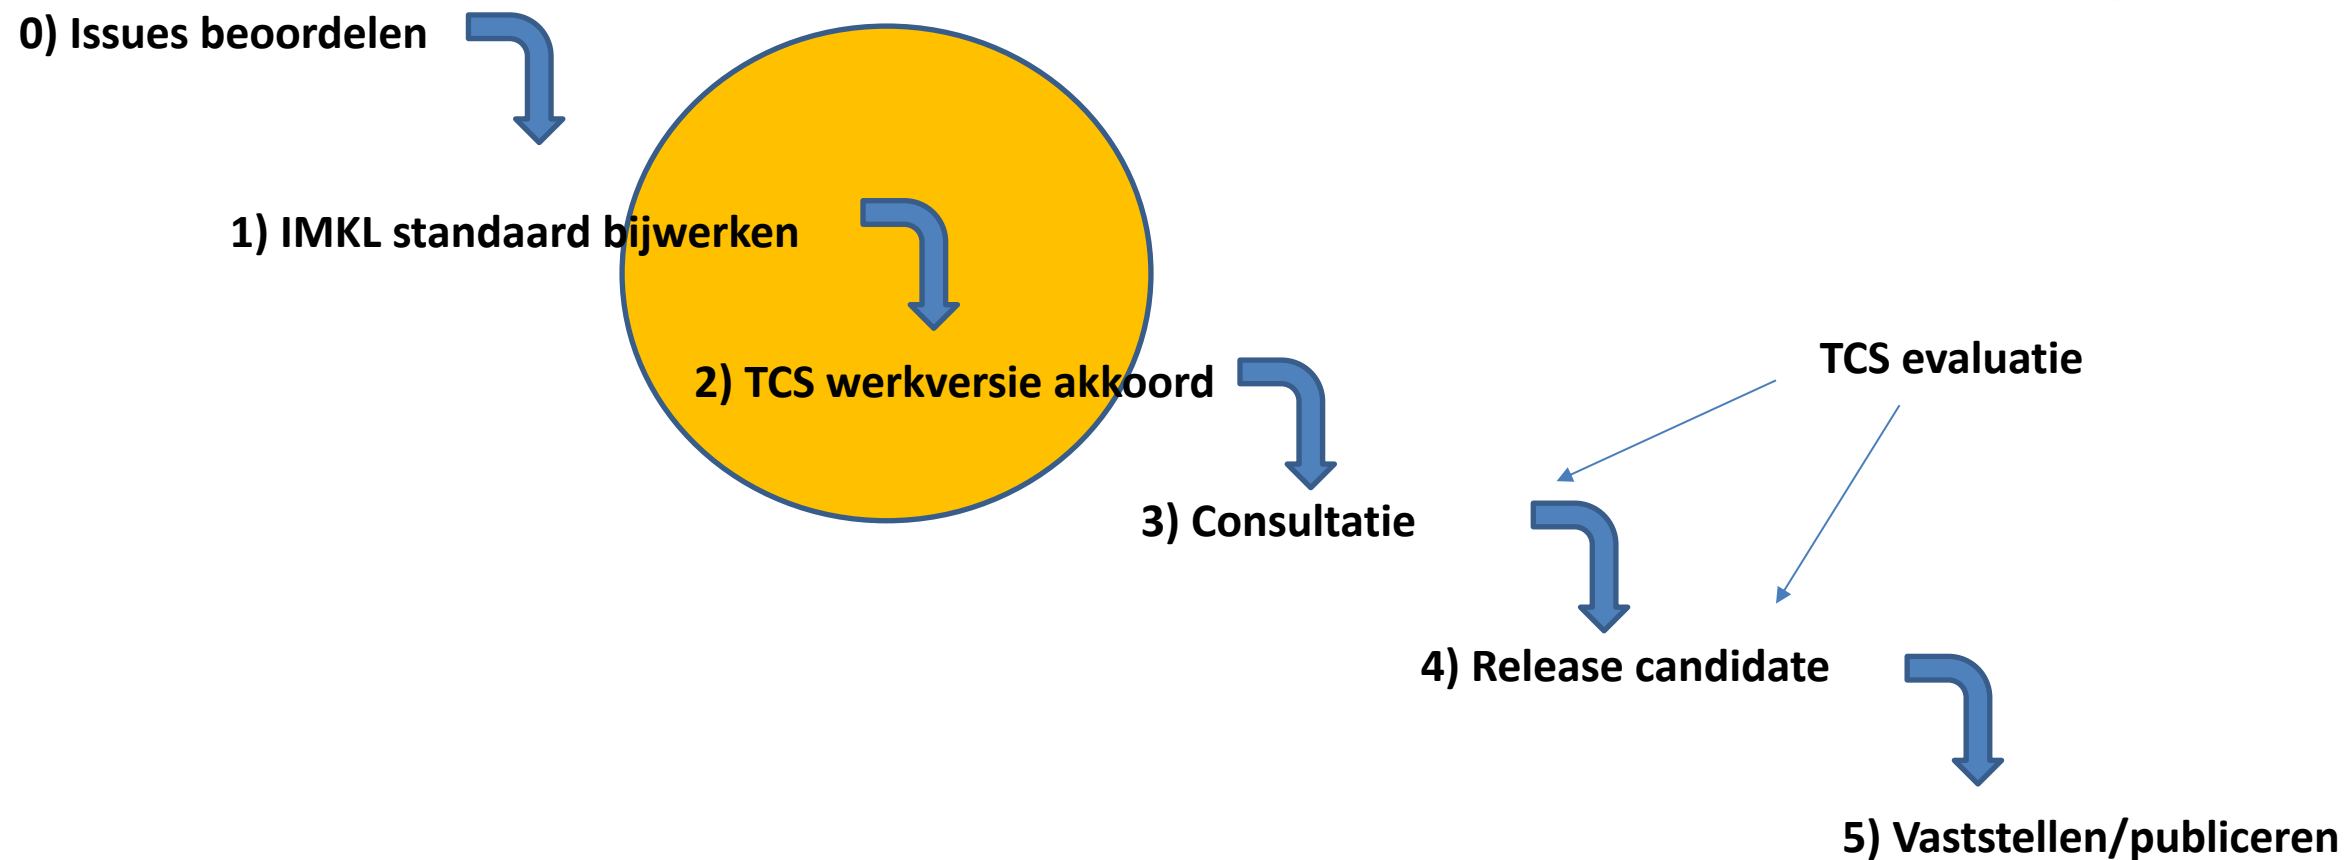 0) Issues beoordelen
1) IMKL standaard bijwerken
2) TCS werkversie akkoord
TCS evaluatie
3) Consultatie
4) Release candidate
5) Vaststellen/publiceren